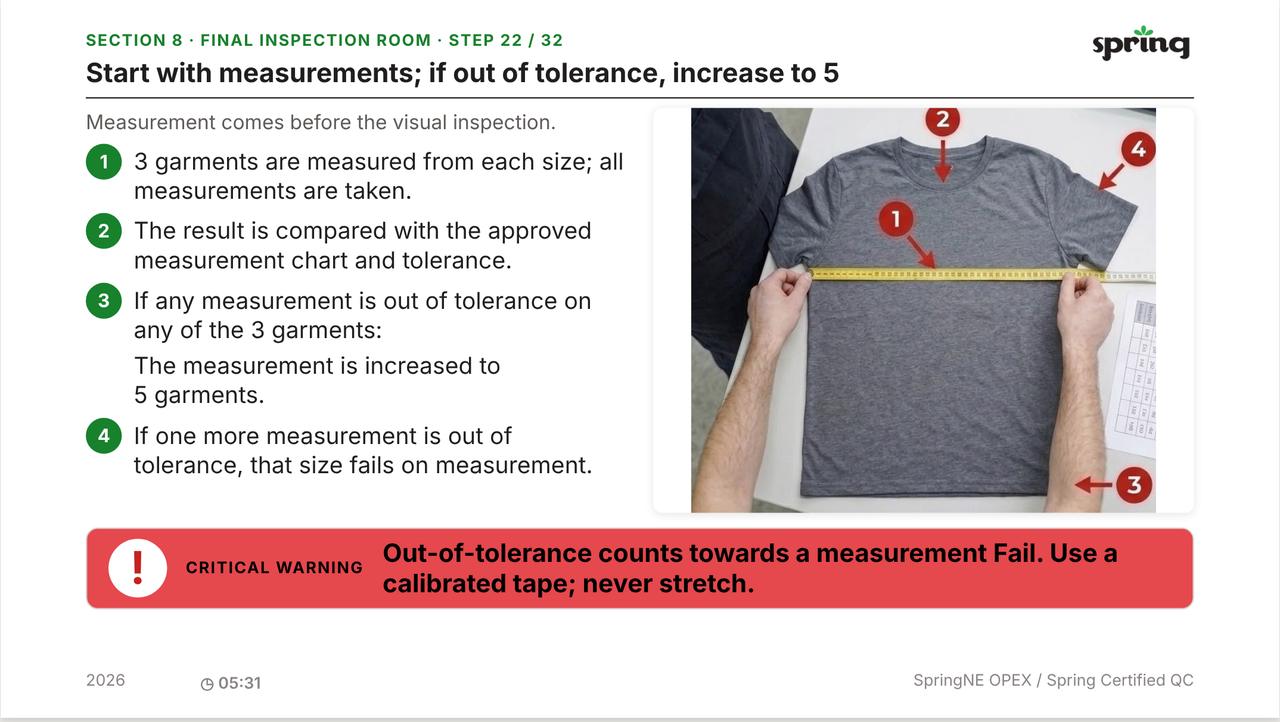 SECTION 8 · FINAL INSPECTION ROOM · STEP 22 / 32
spring
Start with measurements; if out of tolerance, increase to 5
Measurement comes before the visual inspection.
1 3 garments are measured from each size; all
measurements are taken.
2 The result is compared with the approved
measurement chart and tolerance.
3 If any measurement is out of tolerance on
any of the 3 garments:
The measurement is increased to
5 garments.
4 If one more measurement is out of
tolerance, that size fails on measurement.
2
4
1
3
! CRITICAL WARNING Out-of-tolerance counts towards a measurement Fail. Use a
calibrated tape; never stretch.
2026 05:31 SpringNE OPEX / Spring Certified QC